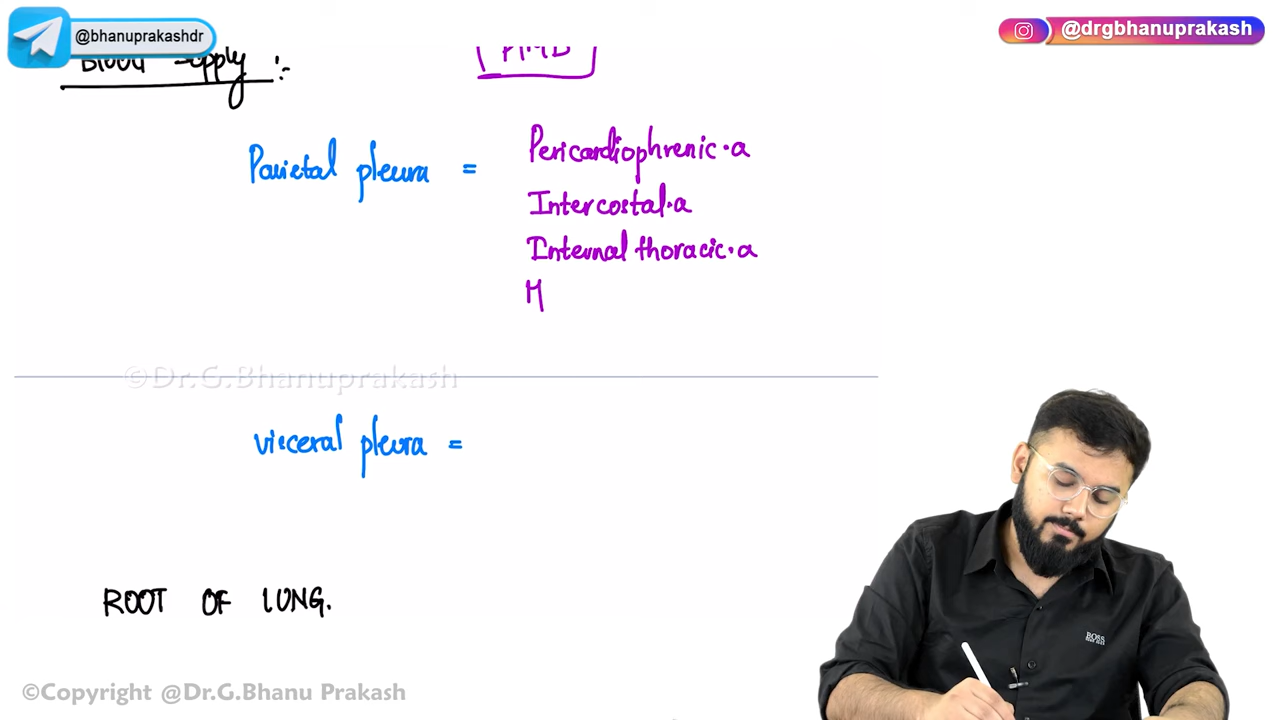 @bhanuprakashdr
@drgbhanuprakash
Blood supply :-
Parietal pleura =
Pericardiophrenic.a
Intercostal.a
Internal thoracic.a
M
©Dr.G.Bhanuprakash
visceral pleura =
ROOT OF LUNG.
BOSS
©Copyright @Dr.G.Bhanu Prakash